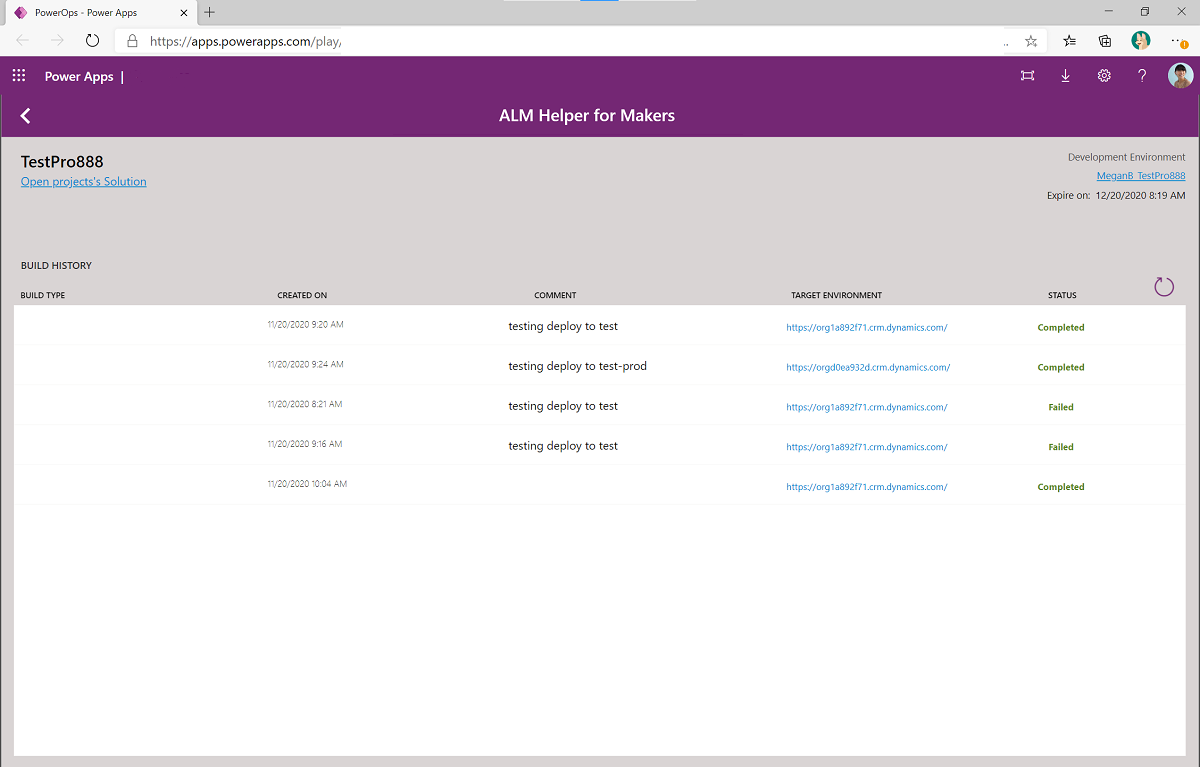 PowerOps - Power Apps
https://apps.powerapps.com/play/
Power Apps |
ALM Helper for Makers
TestPro888
Open projects's Solution
Development Environment
MeganB_TestPro888
Expire on: 12/20/2020 8:19 AM
BUILD HISTORY
BUILD TYPE CREATED ON COMMENT TARGET ENVIRONMENT STATUS
11/20/2020 9:20 AM testing deploy to test https://org1a892f71.crm.dynamics.com/ Completed
11/20/2020 9:24 AM testing deploy to test-prod https://orgd0ea932d.crm.dynamics.com/ Completed
11/20/2020 8:21 AM testing deploy to test https://org1a892f71.crm.dynamics.com/ Failed
11/20/2020 9:16 AM testing deploy to test https://org1a892f71.crm.dynamics.com/ Failed
11/20/2020 10:04 AM https://org1a892f71.crm.dynamics.com/ Completed